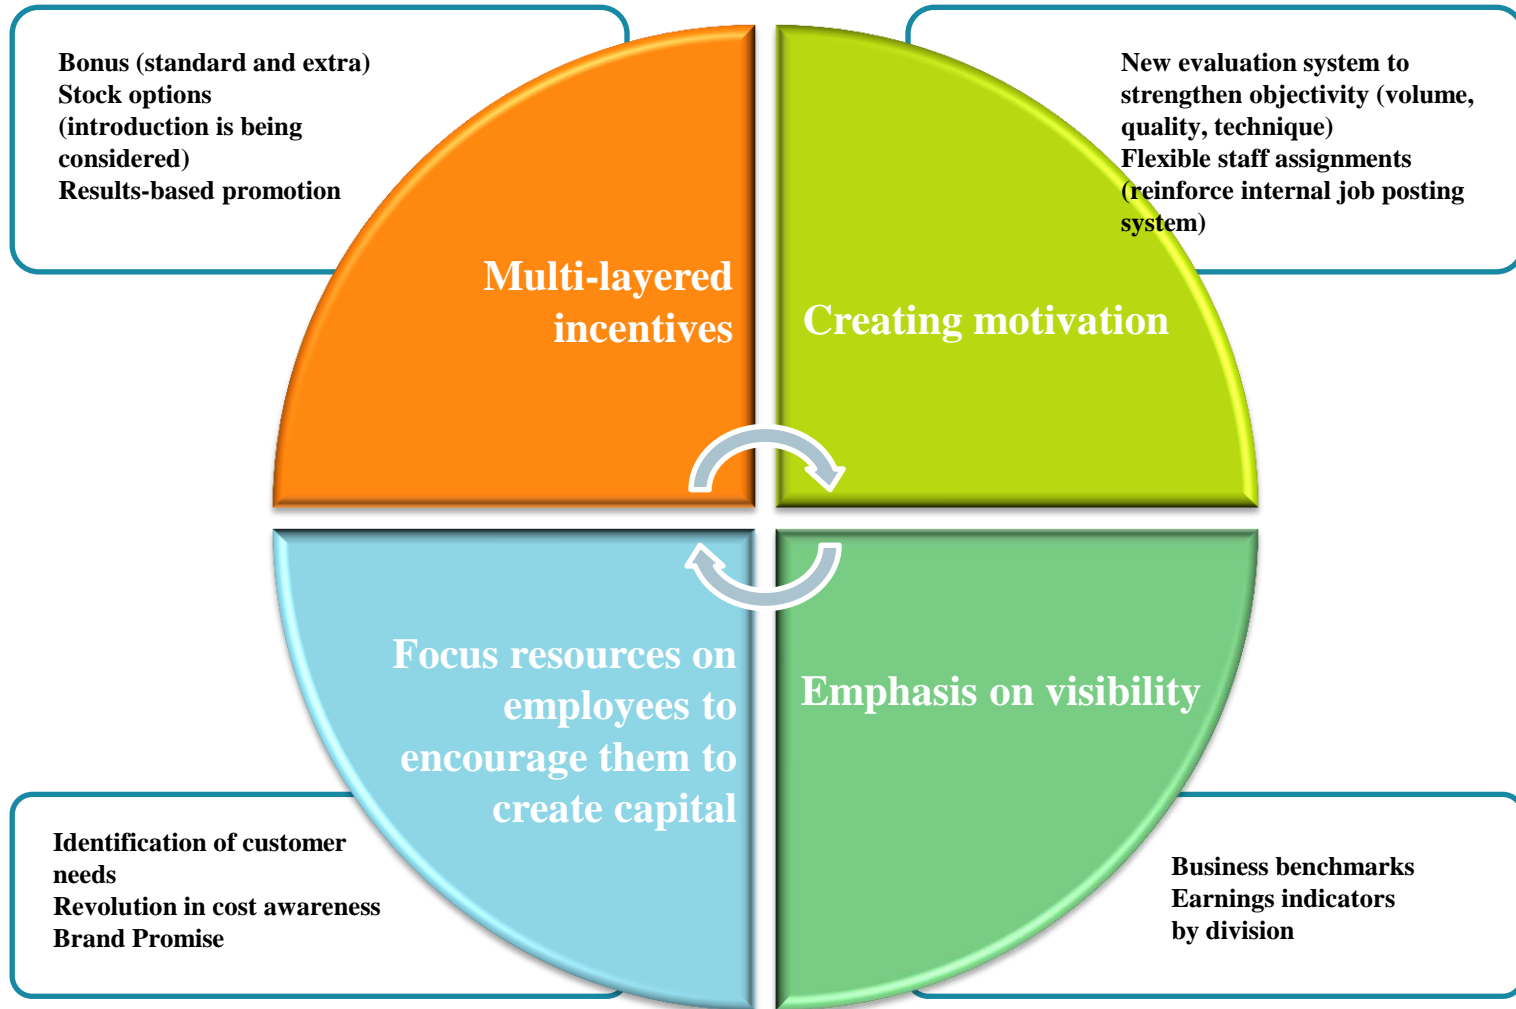 Bonus (standard and extra)
Stock options
(introduction is being
considered)
Results-based promotion
New evaluation system to
strengthen objectivity (volume,
quality, technique)
Flexible staff assignments
(reinforce internal job posting
system)
Multi-layered
incentives
Creating motivation
Focus resources on
employees to
encourage them to
create capital
Emphasis on visibility
Identification of customer
needs
Revolution in cost awareness
Brand Promise
Business benchmarks
Earnings indicators
by division